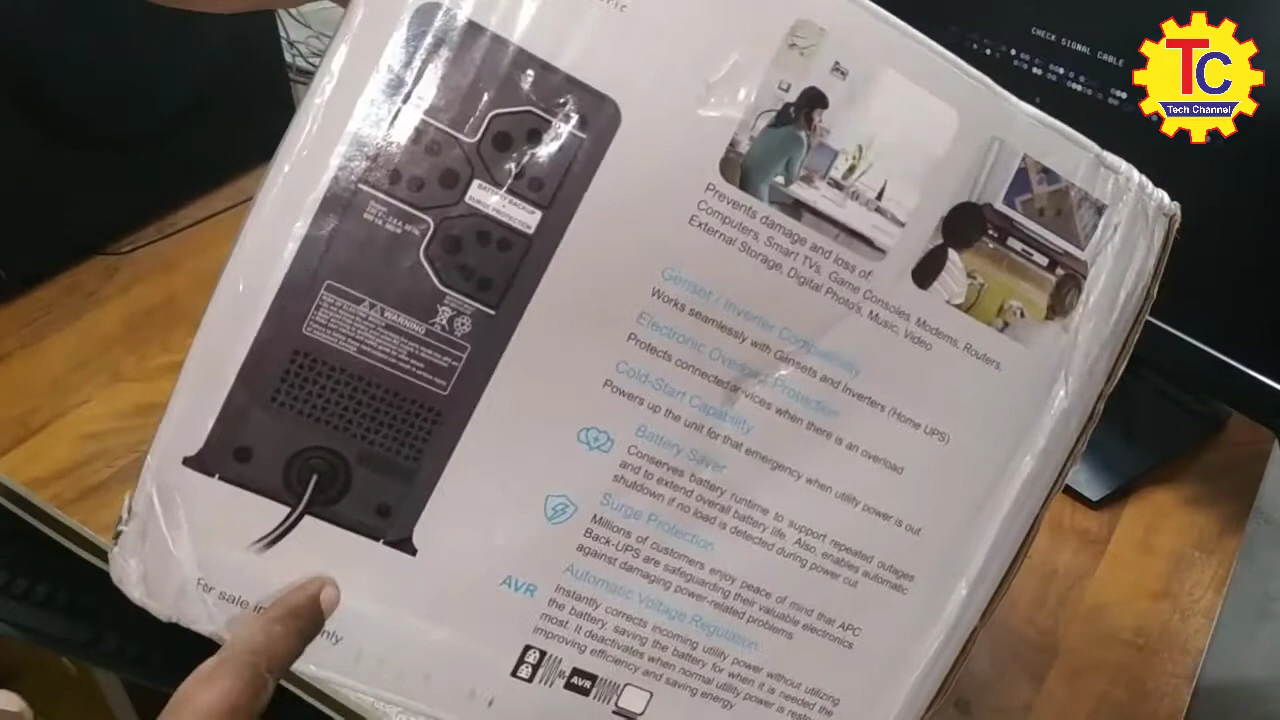 CHECK SIGNAL CABLE
TC
Tech Channel
BATTERY BACKUP
SURGE PROTECTION
WARNING
Prevents damage and loss of
Computers, Smart TVs, Game Consoles, Modems, Routers,
External Storage, Digital Photo's, Music, Video
Genset / Inverter Compatibility
Works seamlessly with Gensets and Inverters (Home UPS)
Electronic Overload Protection
Protects connected devices when there is an overload
Cold-Start Capability
Powers up the unit for that emergency when utility power is out
Battery Saver
Conserves battery runtime to support repeated outages
and to extend overall battery life. Also, enables automatic
shutdown if no load is detected during power cut
Surge Protection
Millions of customers enjoy peace of mind that APC
Back-UPS are safeguarding their valuable electronics
against damaging power-related problems
AVR
Automatic Voltage Regulation
Instantly corrects incoming utility power without utilizing
the battery, saving the battery for when it is needed the
most. It deactivates when normal utility power is
improving efficiency and saving energy
AVR
For sale in